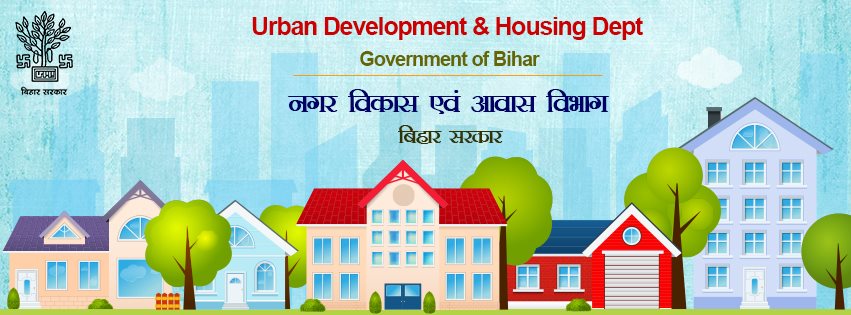 Urban Development & Housing Dept
Government of Bihar
नगर विकास एवं आवास विभाग
बिहार सरकार
बिहार सरकार